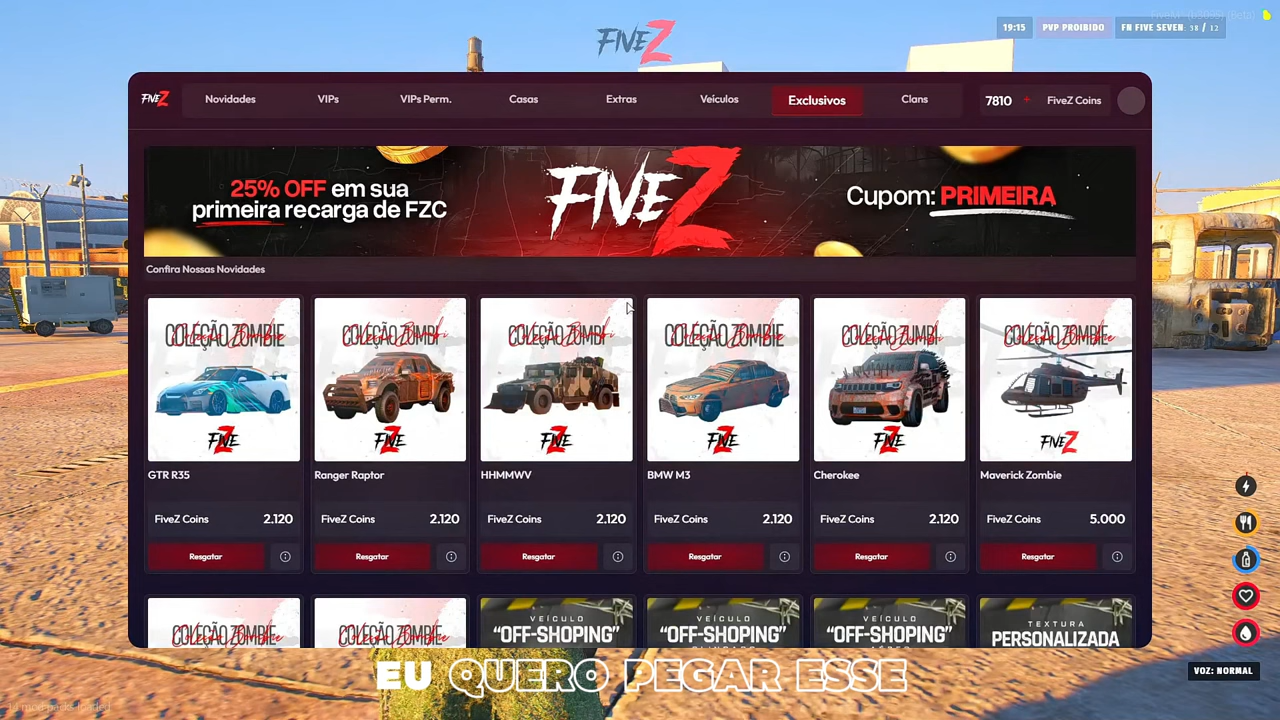 FIVEZ
19:15
PVP PROIBIDO
FN FIVE SEVEN: 38 / 12
FIVEZ
Novidades
VIPs
VIPs Perm.
Casas
Extras
Veículos
Exclusivos
Clans
7810 + FiveZ Coins
25% OFF em sua
primeira recarga de FZC
FIVEZ
Cupom: PRIMEIRA
Confira Nossas Novidades
COLEÇÃO ZOMBIE
FIVEZ
GTR R35
FiveZ Coins 2.120
Resgatar
COLEÇÃO ZOMBI
FIVEZ
Ranger Raptor
FiveZ Coins 2.120
Resgatar
COLEÇÃO ZOMBI
FIVEZ
HHMMWV
FiveZ Coins 2.120
Resgatar
COLEÇÃO ZOMBIE
FIVEZ
BMW M3
FiveZ Coins 2.120
Resgatar
COLEÇÃO ZUMBI
FIVEZ
Cherokee
FiveZ Coins 2.120
Resgatar
COLEÇÃO ZOMBIE
FIVEZ
Maverick Zombie
FiveZ Coins 5.000
Resgatar
COLEÇÃO ZOMBIE
COLEÇÃO ZOMBIE
VEÍCULO
"OFF-SHOPING"
VEÍCULO
"OFF-SHOPING"
VEÍCULO
"OFF-SHOPING"
TEXTURA
PERSONALIZADA
EU QUERO PEGAR ESSE
VOZ: NORMAL